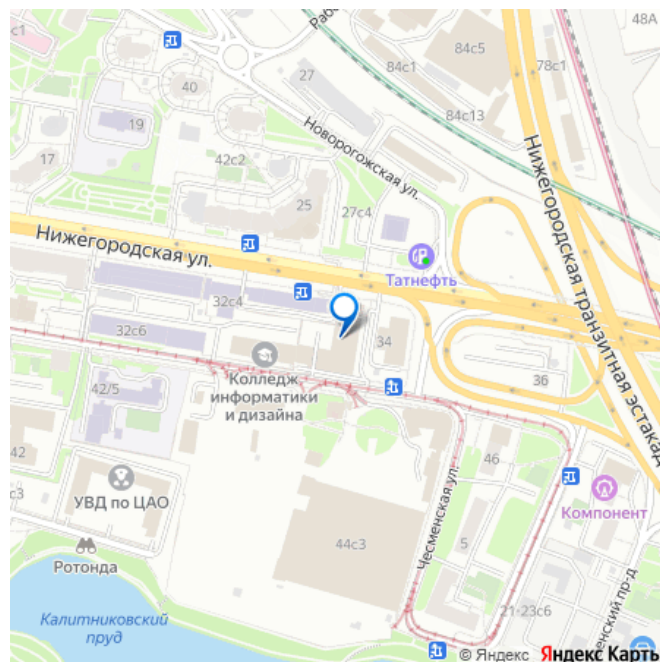 48А
84с5
27
84с1
78с1
40
84с13
19
Новорогожская ул.
17
42с2
25
27с4
Нижегородская ул.
Татнефть
Нижегородская транзитная эстакад
32с4
32с6
34
Колледж
информатики
и дизайна
36
42/5
42
46
УВД по ЦАО
Чесменская ул.
Компонент
44с3
5
Ротонда
21-23с6
Калитниковский
пруд
© Яндекс Яндекс Карть